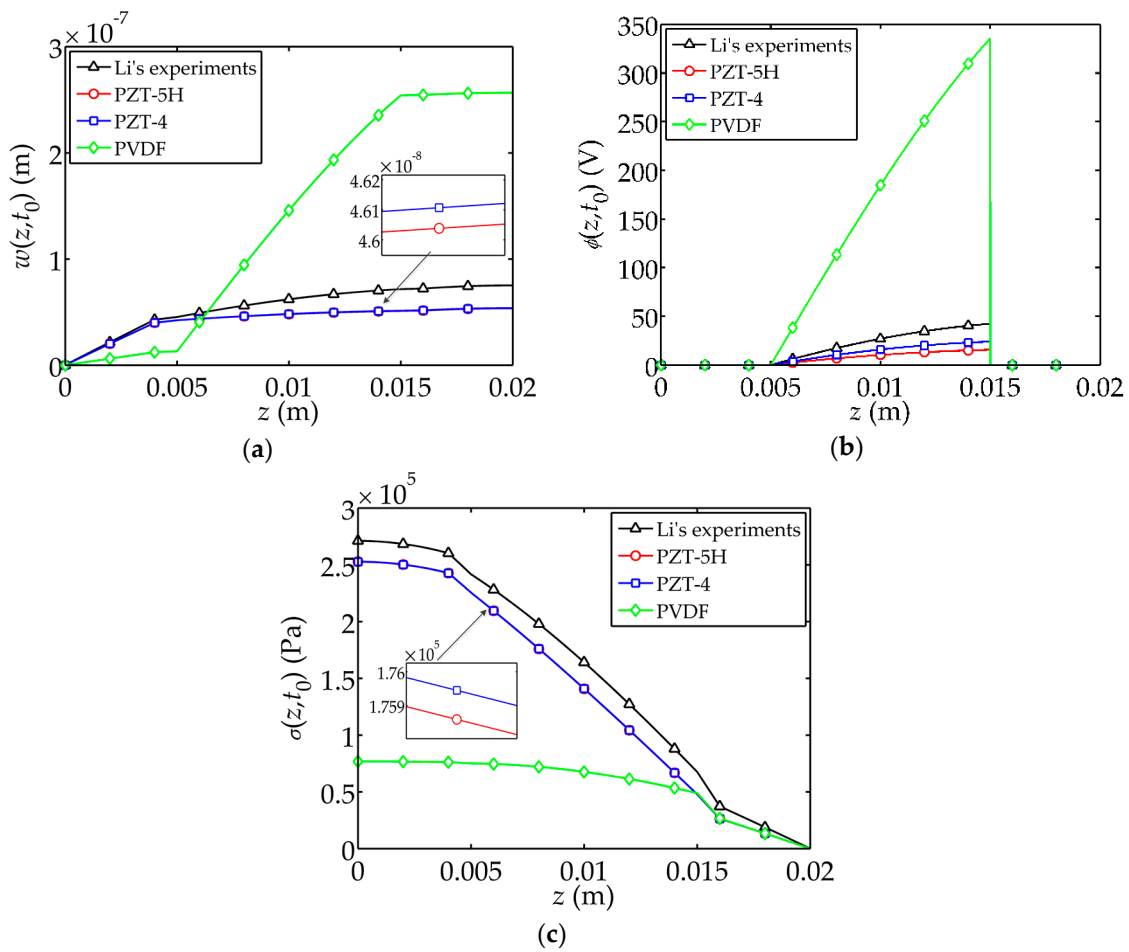 3 × 10⁻⁷
Li's experiments
PZT-5H
PZT-4
PVDF
2
1
0
w(z,t₀) (m)
× 10⁻⁸
4.62
4.61
4.6
0 0.005 0.01 0.015 0.02
z (m)
(a)
350
300
250
200
150
100
50
0
ϕ(z,t₀) (V)
Li's experiments
PZT-5H
PZT-4
PVDF
0 0.005 0.01 0.015 0.02
z (m)
(b)
3 × 10⁵
2.5
2
1.5
1
0.5
0
σ(z,t₀) (Pa)
Li's experiments
PZT-5H
PZT-4
PVDF
× 10⁵
1.76
1.759
0 0.005 0.01 0.015 0.02
z (m)
(c)